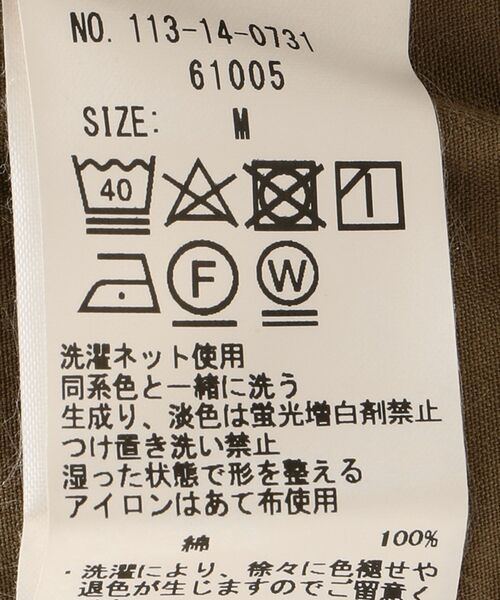 NO. 113-14-0731
61005
SIZE: M
40
F W
洗濯ネット使用
同系色と一緒に洗う
生成り、淡色は蛍光増白剤禁止
つけ置き洗い禁止
湿った状態で形を整える
アイロンはあて布使用
綿 100%
・洗濯により、徐々に色褪せや
退色が生じますのでご留意く